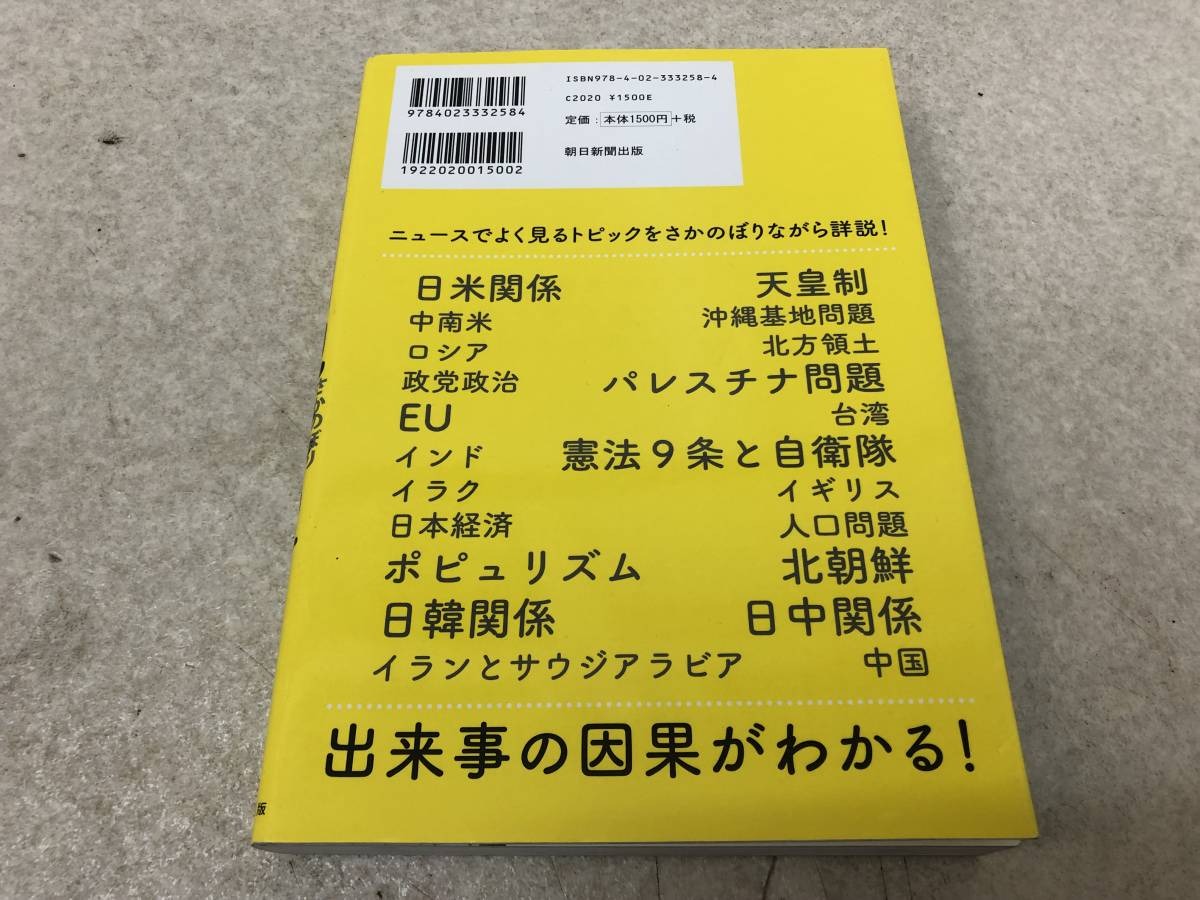 ISBN978-4-02-333258-4
C2020 ¥1500E
定価：本体1500円＋税
朝日新聞出版
9784023332584
1922020015002
ニュースでよく見るトピックをさかのぼりながら詳説！
日米関係 天皇制
中南米 沖縄基地問題
ロシア 北方領土
政党政治 パレスチナ問題
EU 台湾
インド 憲法9条と自衛隊
イラク イギリス
日本経済 人口問題
ポピュリズム 北朝鮮
日韓関係 日中関係
イランとサウジアラビア 中国
出来事の因果がわかる！
さかのぼり
版